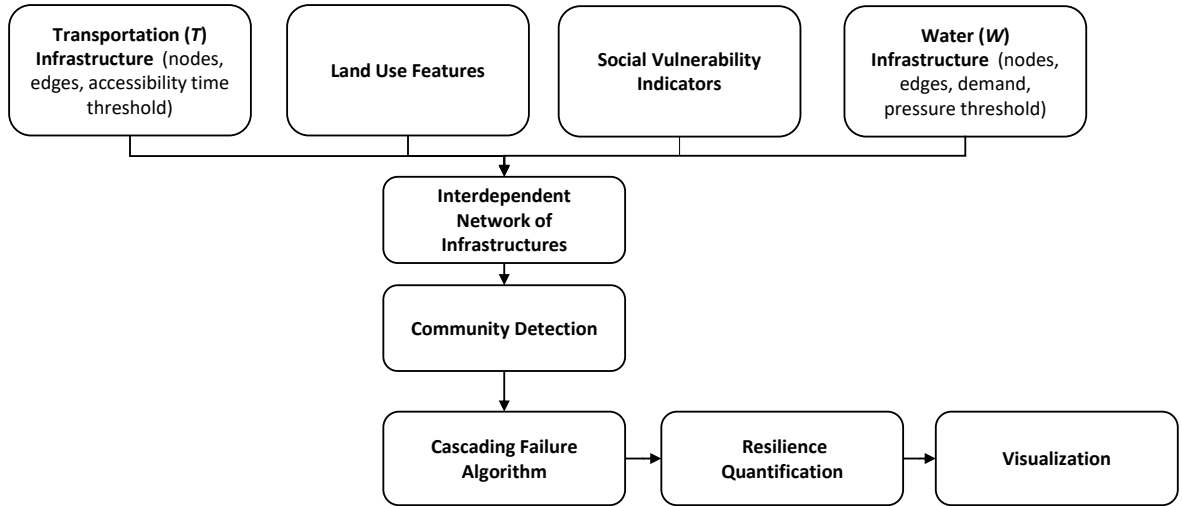 Transportation (T)
Infrastructure (nodes,
edges, accessibility time
threshold)
Land Use Features
Social Vulnerability
Indicators
Water (W)
Infrastructure (nodes,
edges, demand,
pressure threshold)
Interdependent
Network of
Infrastructures
Community Detection
Cascading Failure
Algorithm
Resilience
Quantification
Visualization